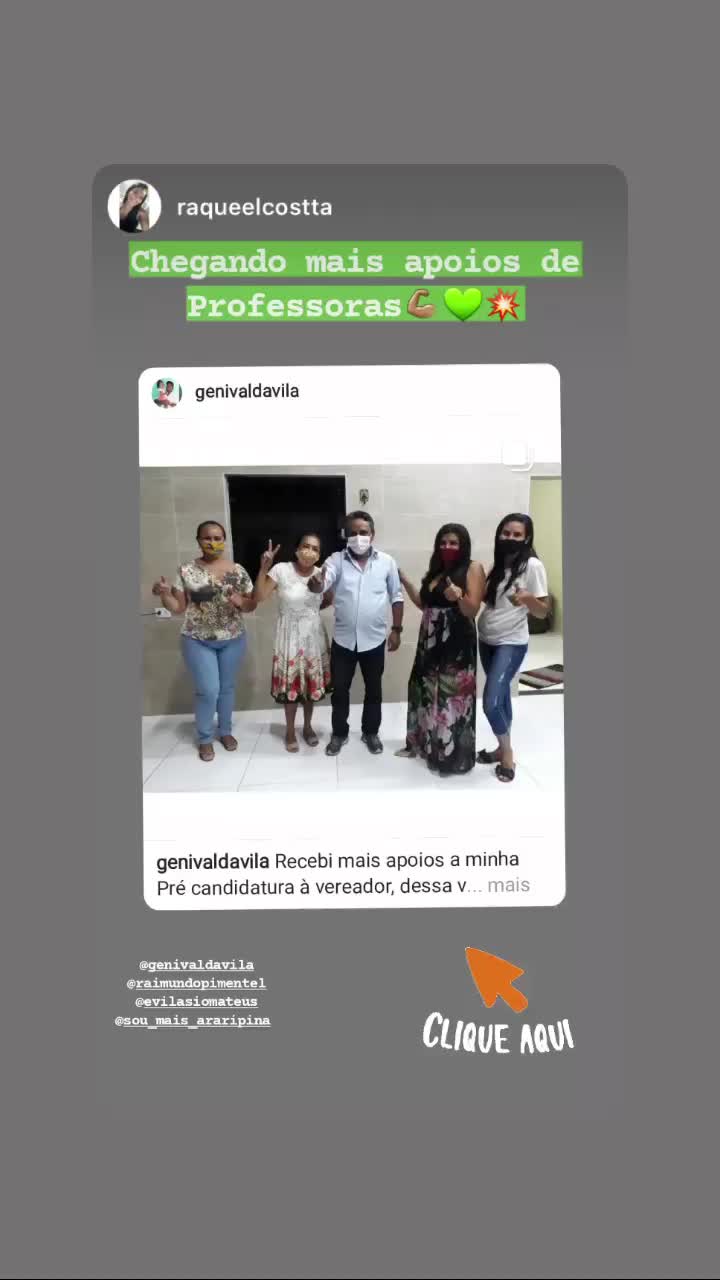 raqueelcostta
Chegando mais apoios de
Professoras💪🏽💚💥
genivaldavila
genivaldavila Recebi mais apoios a minha
Pré candidatura à vereador, dessa v... mais
@genivaldavila
@raimundopimentel
@evilasiomateus
@sou_mais_araripina
CLIQUE AQUI